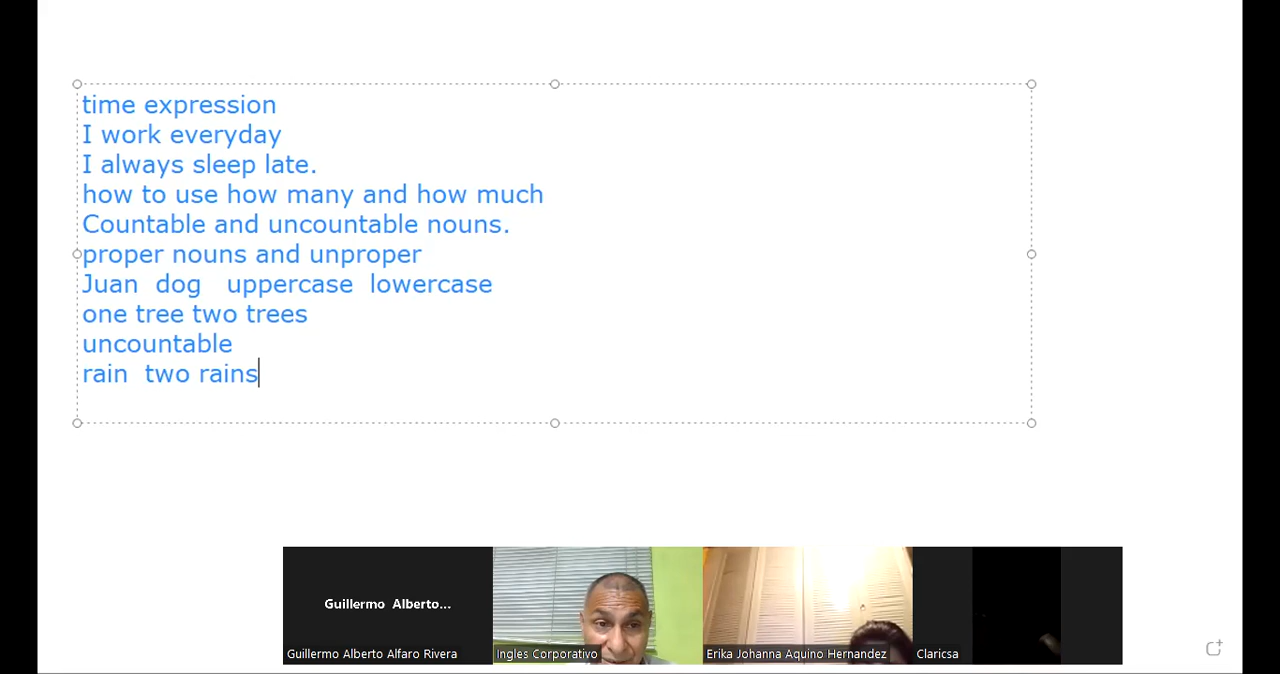 time expression
I work everyday
I always sleep late.
how to use how many and how much
Countable and uncountable nouns.
proper nouns and unproper
Juan  dog   uppercase  lowercase
one tree two trees
uncountable
rain  two rains
Guillermo  Alberto...
Guillermo Alberto Alfaro Rivera
Ingles Corporativo
Erika Johanna Aquino Hernandez
Claricsa